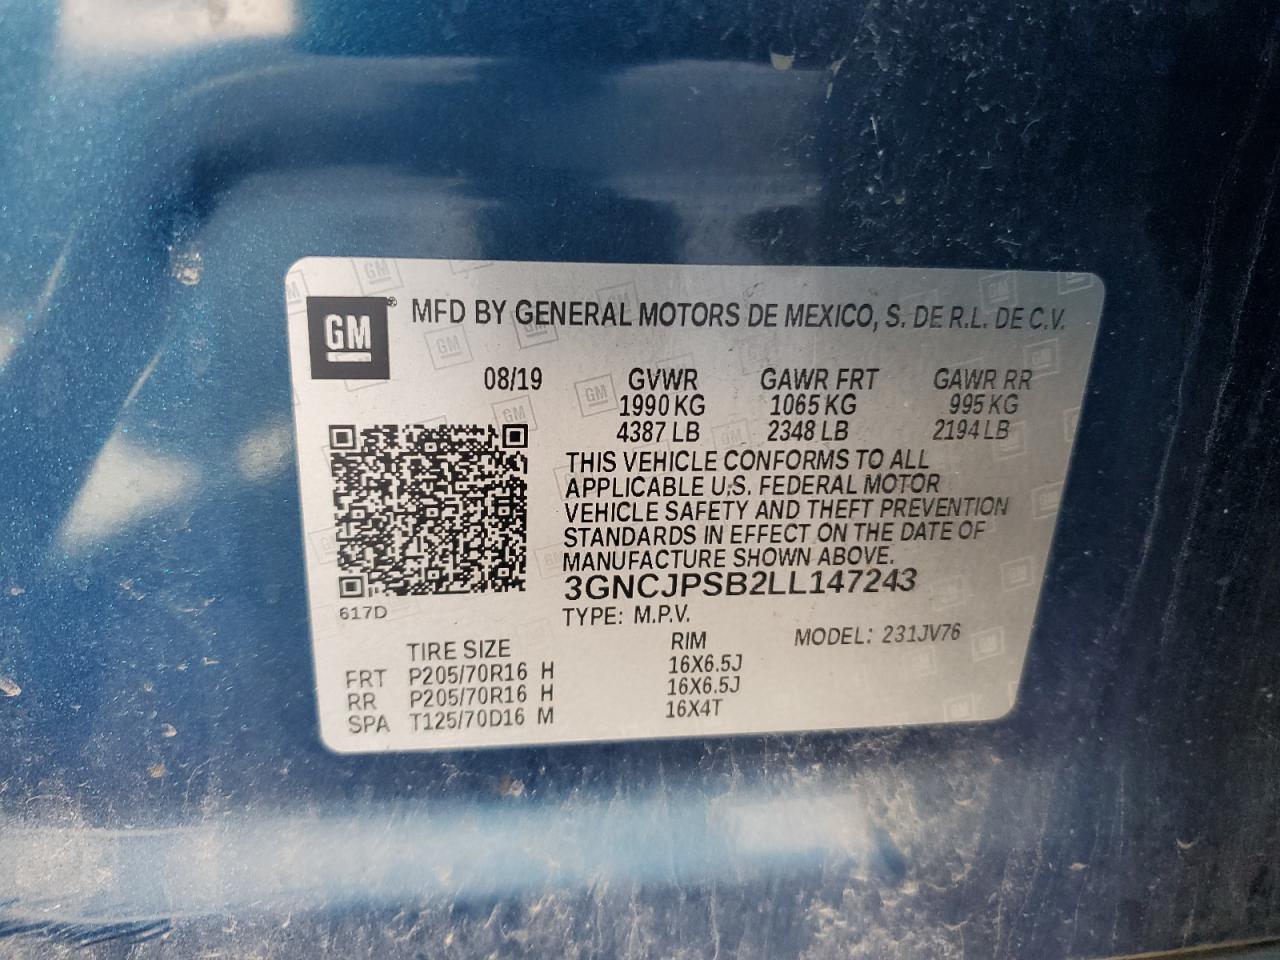 GM® MFD BY GENERAL MOTORS DE MEXICO, S. DE R.L. DE C.V.
08/19 GVWR GAWR FRT GAWR RR
1990 KG 1065 KG 995 KG
4387 LB 2348 LB 2194 LB
THIS VEHICLE CONFORMS TO ALL
APPLICABLE U.S. FEDERAL MOTOR
VEHICLE SAFETY AND THEFT PREVENTION
STANDARDS IN EFFECT ON THE DATE OF
MANUFACTURE SHOWN ABOVE.
3GNCJPSB2LL147243
617D
TYPE: M.P.V. MODEL: 231JV76
TIRE SIZE RIM
FRT P205/70R16 H 16X6.5J
RR P205/70R16 H 16X6.5J
SPA T125/70D16 M 16X4T